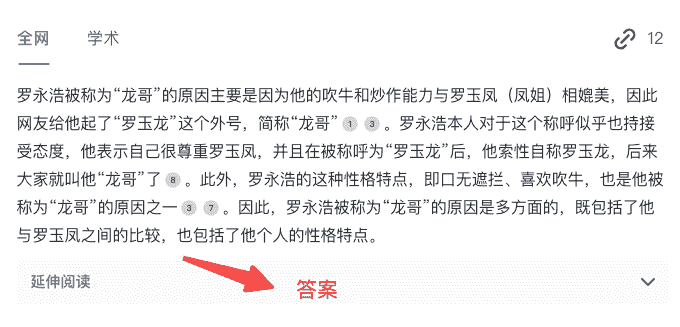 全网 学术 12
罗永浩被称为“龙哥”的原因主要是因为他的吹牛和炒作能力与罗玉凤（凤姐）相媲美，因此
网友给他起了“罗玉龙”这个外号，简称“龙哥” 1 3 。罗永浩本人对于这个称呼似乎也持接
受态度，他表示自己很尊重罗玉凤，并且在被称呼为“罗玉龙”后，他索性自称罗玉龙，后来
大家就叫他“龙哥”了 8 。此外，罗永浩的这种性格特点，即口无遮拦、喜欢吹牛，也是他被
称为“龙哥”的原因之一 3 7 。因此，罗永浩被称为“龙哥”的原因是多方面的，既包括了他
与罗玉凤之间的比较，也包括了他个人的性格特点。
延伸阅读
答案